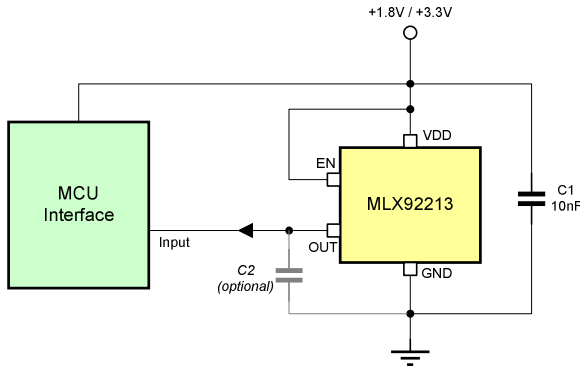 +1.8V / +3.3V
VDD
EN
MCU
Interface
MLX92213
C1
10nF
Input
OUT
C2
(optional)
GND